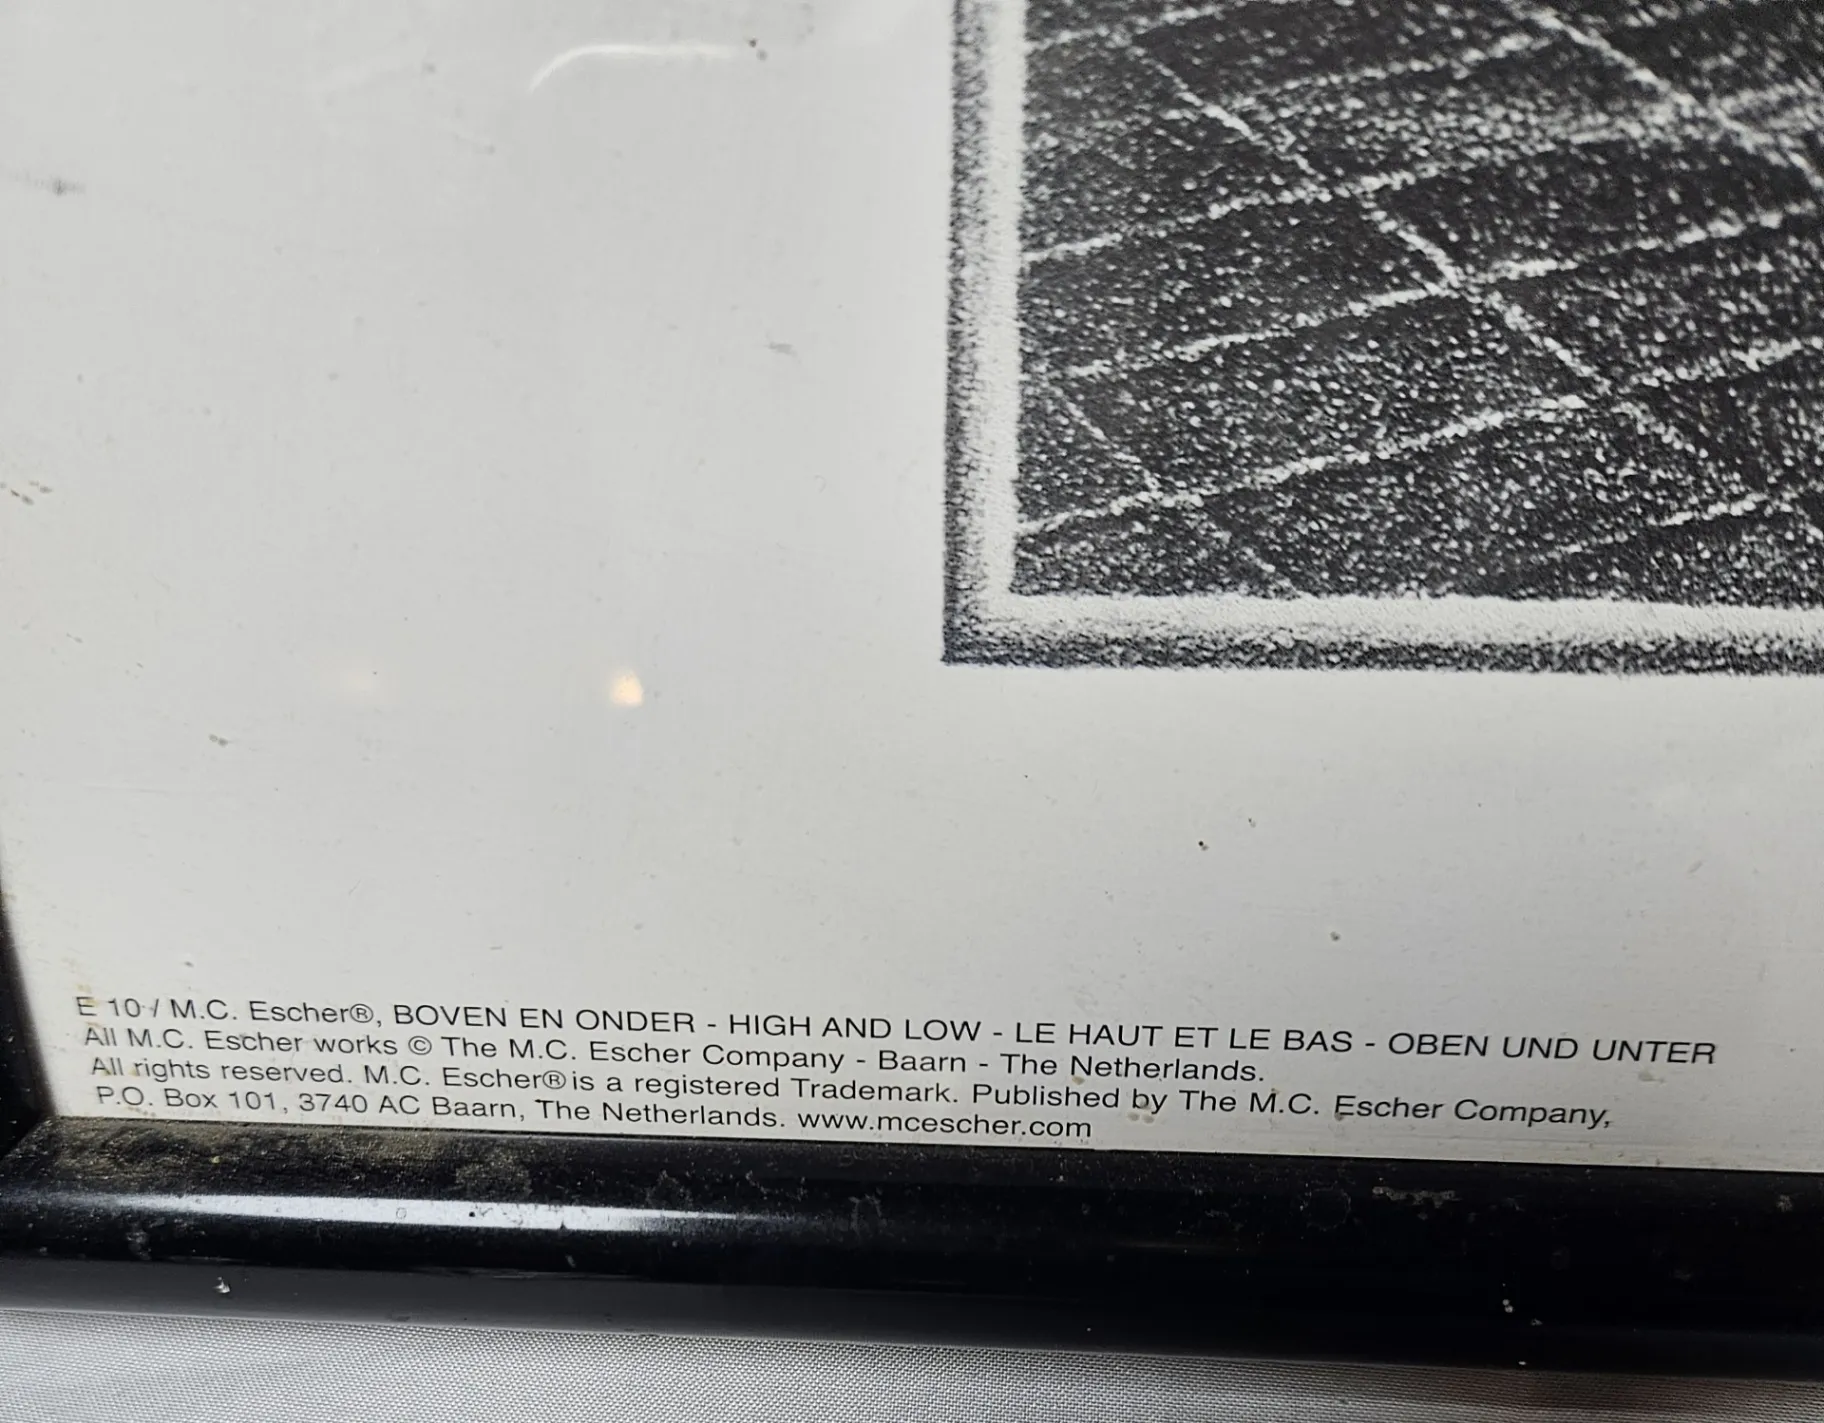 E 10 / M.C. Escher®, BOVEN EN ONDER - HIGH AND LOW - LE HAUT ET LE BAS - OBEN UND UNTER
All M.C. Escher works © The M.C. Escher Company - Baarn - The Netherlands.
All rights reserved. M.C. Escher® is a registered Trademark. Published by The M.C. Escher Company,
P.O. Box 101, 3740 AC Baarn, The Netherlands. www.mcescher.com